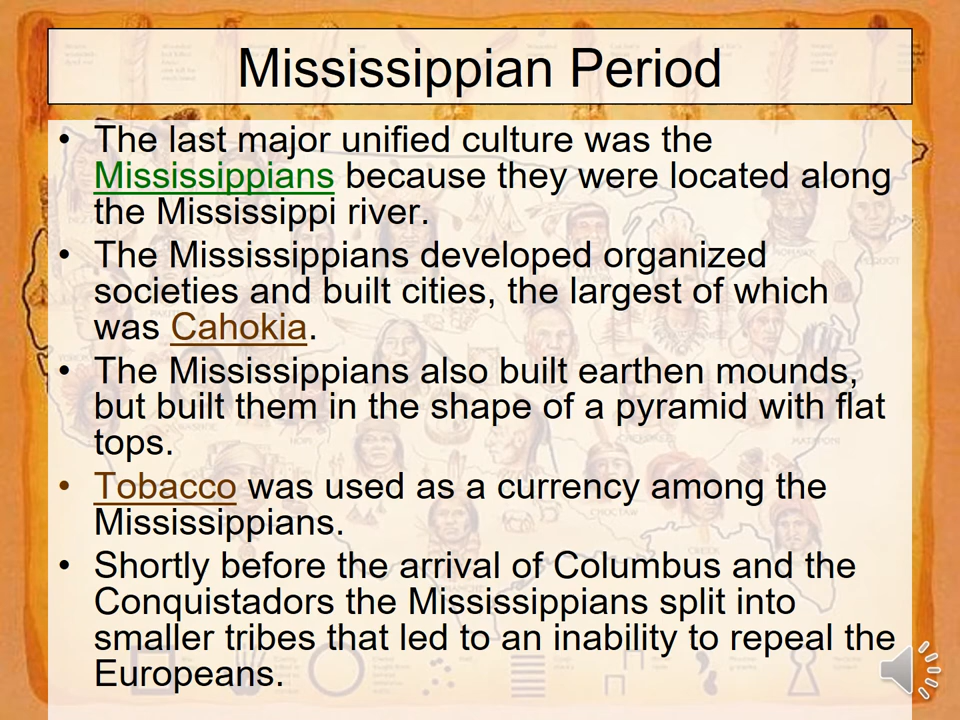 Mississippian Period
• The last major unified culture was the
Mississippians because they were located along
the Mississippi river.
• The Mississippians developed organized
societies and built cities, the largest of which
was Cahokia.
• The Mississippians also built earthen mounds,
but built them in the shape of a pyramid with flat
tops.
• Tobacco was used as a currency among the
Mississippians.
• Shortly before the arrival of Columbus and the
Conquistadors the Mississippians split into
smaller tribes that led to an inability to repeal the
Europeans.